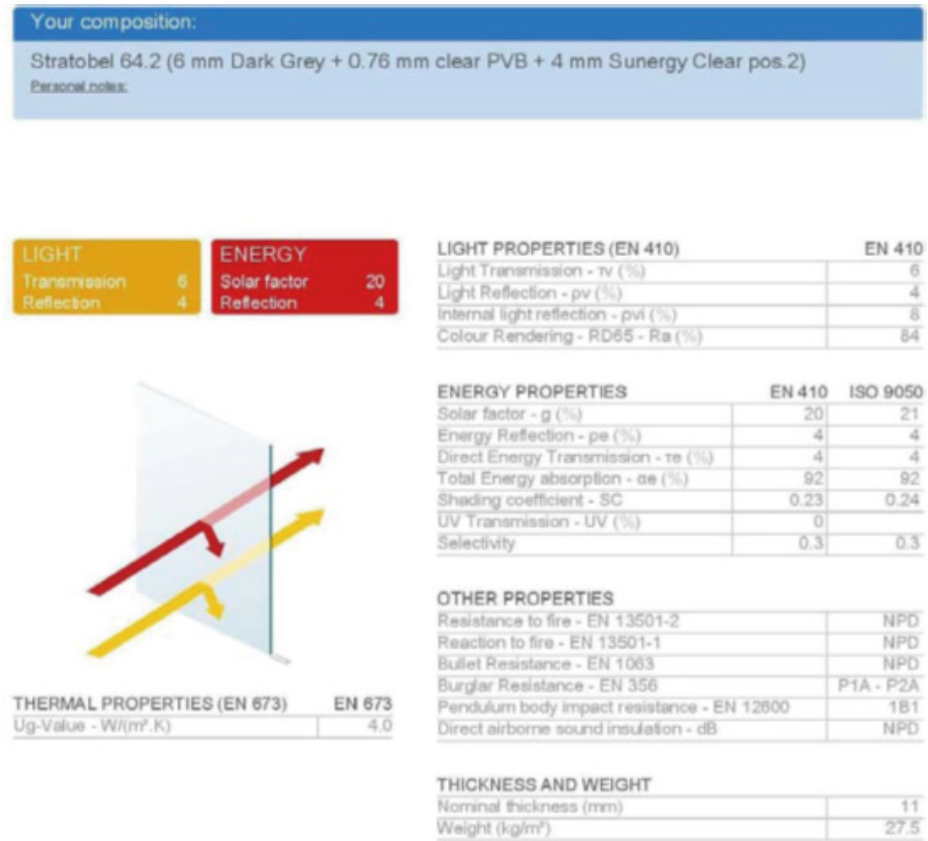 Your composition:
Stratobel 64.2 (6 mm Dark Grey + 0.76 mm clear PVB + 4 mm Sunergy Clear pos.2)
Personal notes:
LIGHT
Transmission 6
Reflection 4
ENERGY
Solar factor 20
Reflection 4
THERMAL PROPERTIES (EN 673) EN 673
Ug-Value - W/(m².K) 4.0
LIGHT PROPERTIES (EN 410) EN 410
Light Transmission - τv (%) 6
Light Reflection - ρv (%) 4
Internal light reflection - ρvi (%) 8
Colour Rendering - RD65 - Ra (%) 84
ENERGY PROPERTIES EN 410 ISO 9050
Solar factor - g (%) 20 21
Energy Reflection - ρe (%) 4 4
Direct Energy Transmission - τe (%) 4 4
Total Energy absorption - αe (%) 92 92
Shading coefficient - SC 0.23 0.24
UV Transmission - UV (%) 0
Selectivity 0.3 0.3
OTHER PROPERTIES
Resistance to fire - EN 13501-2 NPD
Reaction to fire - EN 13501-1 NPD
Bullet Resistance - EN 1063 NPD
Burglar Resistance - EN 356 P1A - P2A
Pendulum body impact resistance - EN 12600 1B1
Direct airborne sound insulation - dB NPD
THICKNESS AND WEIGHT
Nominal thickness (mm) 11
Weight (kg/m²) 27.5